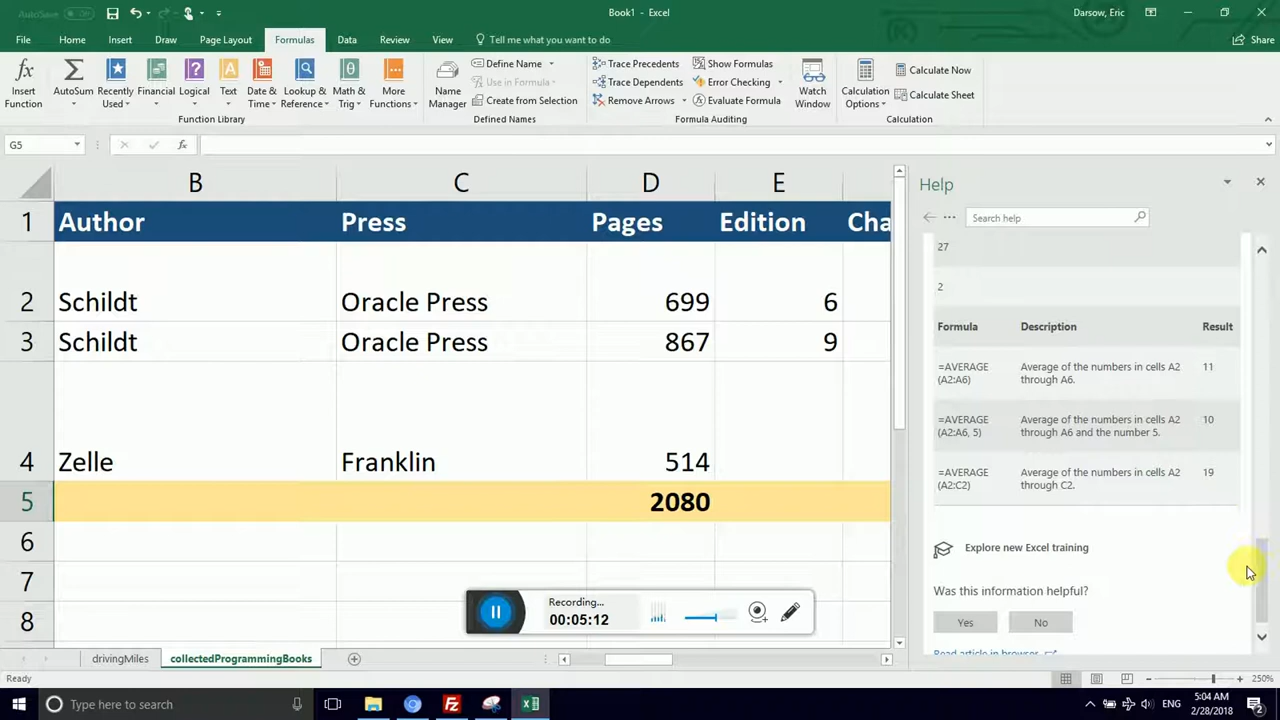 AutoSave Off Book1 - Excel Darsow, Eric
File Home Insert Draw Page Layout Formulas Data Review View Tell me what you want to do Share
Insert Function
AutoSum
Recently Used
Financial
Logical
Text
Date & Time
Lookup & Reference
Math & Trig
More Functions
Function Library
Name Manager
Define Name
Use in Formula
Create from Selection
Defined Names
Trace Precedents
Trace Dependents
Remove Arrows
Show Formulas
Error Checking
Evaluate Formula
Formula Auditing
Watch Window
Calculation Options
Calculate Now
Calculate Sheet
Calculation
G5 fx
B C D E
1 Author Press Pages Edition Cha
2 Schildt Oracle Press 699 6
3 Schildt Oracle Press 867 9
4 Zelle Franklin 514
5 2080
6
7
8
Help
Search help
27
2
Formula Description Result
=AVERAGE Average of the numbers in cells A2 11
(A2:A6) through A6.
=AVERAGE Average of the numbers in cells A2 10
(A2:A6, 5) through A6 and the number 5.
=AVERAGE Average of the numbers in cells A2 19
(A2:C2) through C2.
Explore new Excel training
Was this information helpful?
Yes No
Read article in browser
Recording...
00:05:12
drivingMiles collectedProgrammingBooks
Ready 250%
Type here to search
ENG
5:04 AM
2/28/2018
2